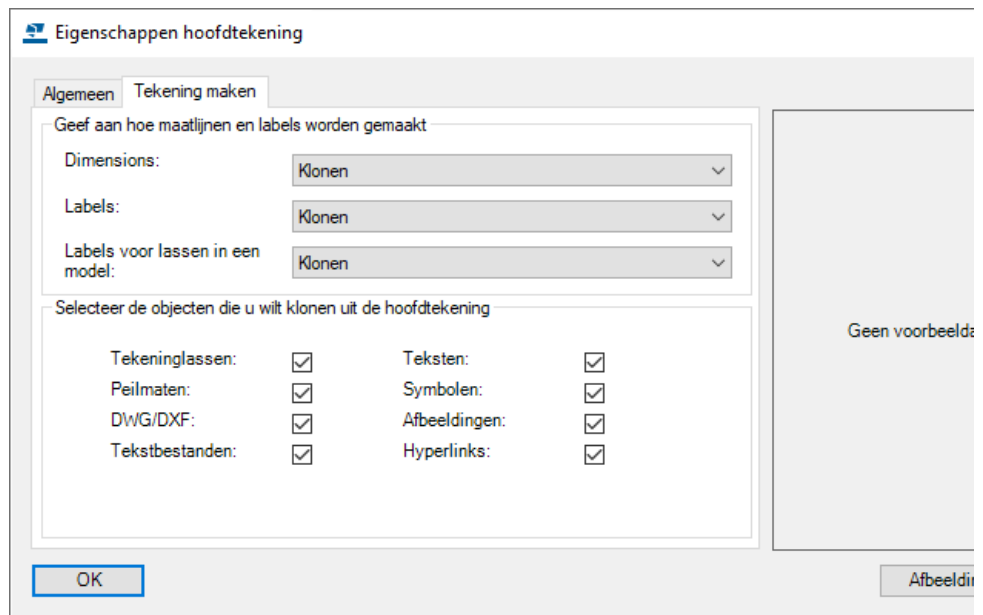 Eigenschappen hoofdtekening
Algemeen
Tekening maken
Geef aan hoe maatlijnen en labels worden gemaakt
Dimensions:
Klonen
Labels:
Klonen
Labels voor lassen in een
model:
Klonen
Selecteer de objecten die u wilt klonen uit de hoofdtekening
Tekeninglassen:
Teksten:
Peilmaten:
Symbolen:
DWG/DXF:
Afbeeldingen:
Tekstbestanden:
Hyperlinks:
Geen
OK